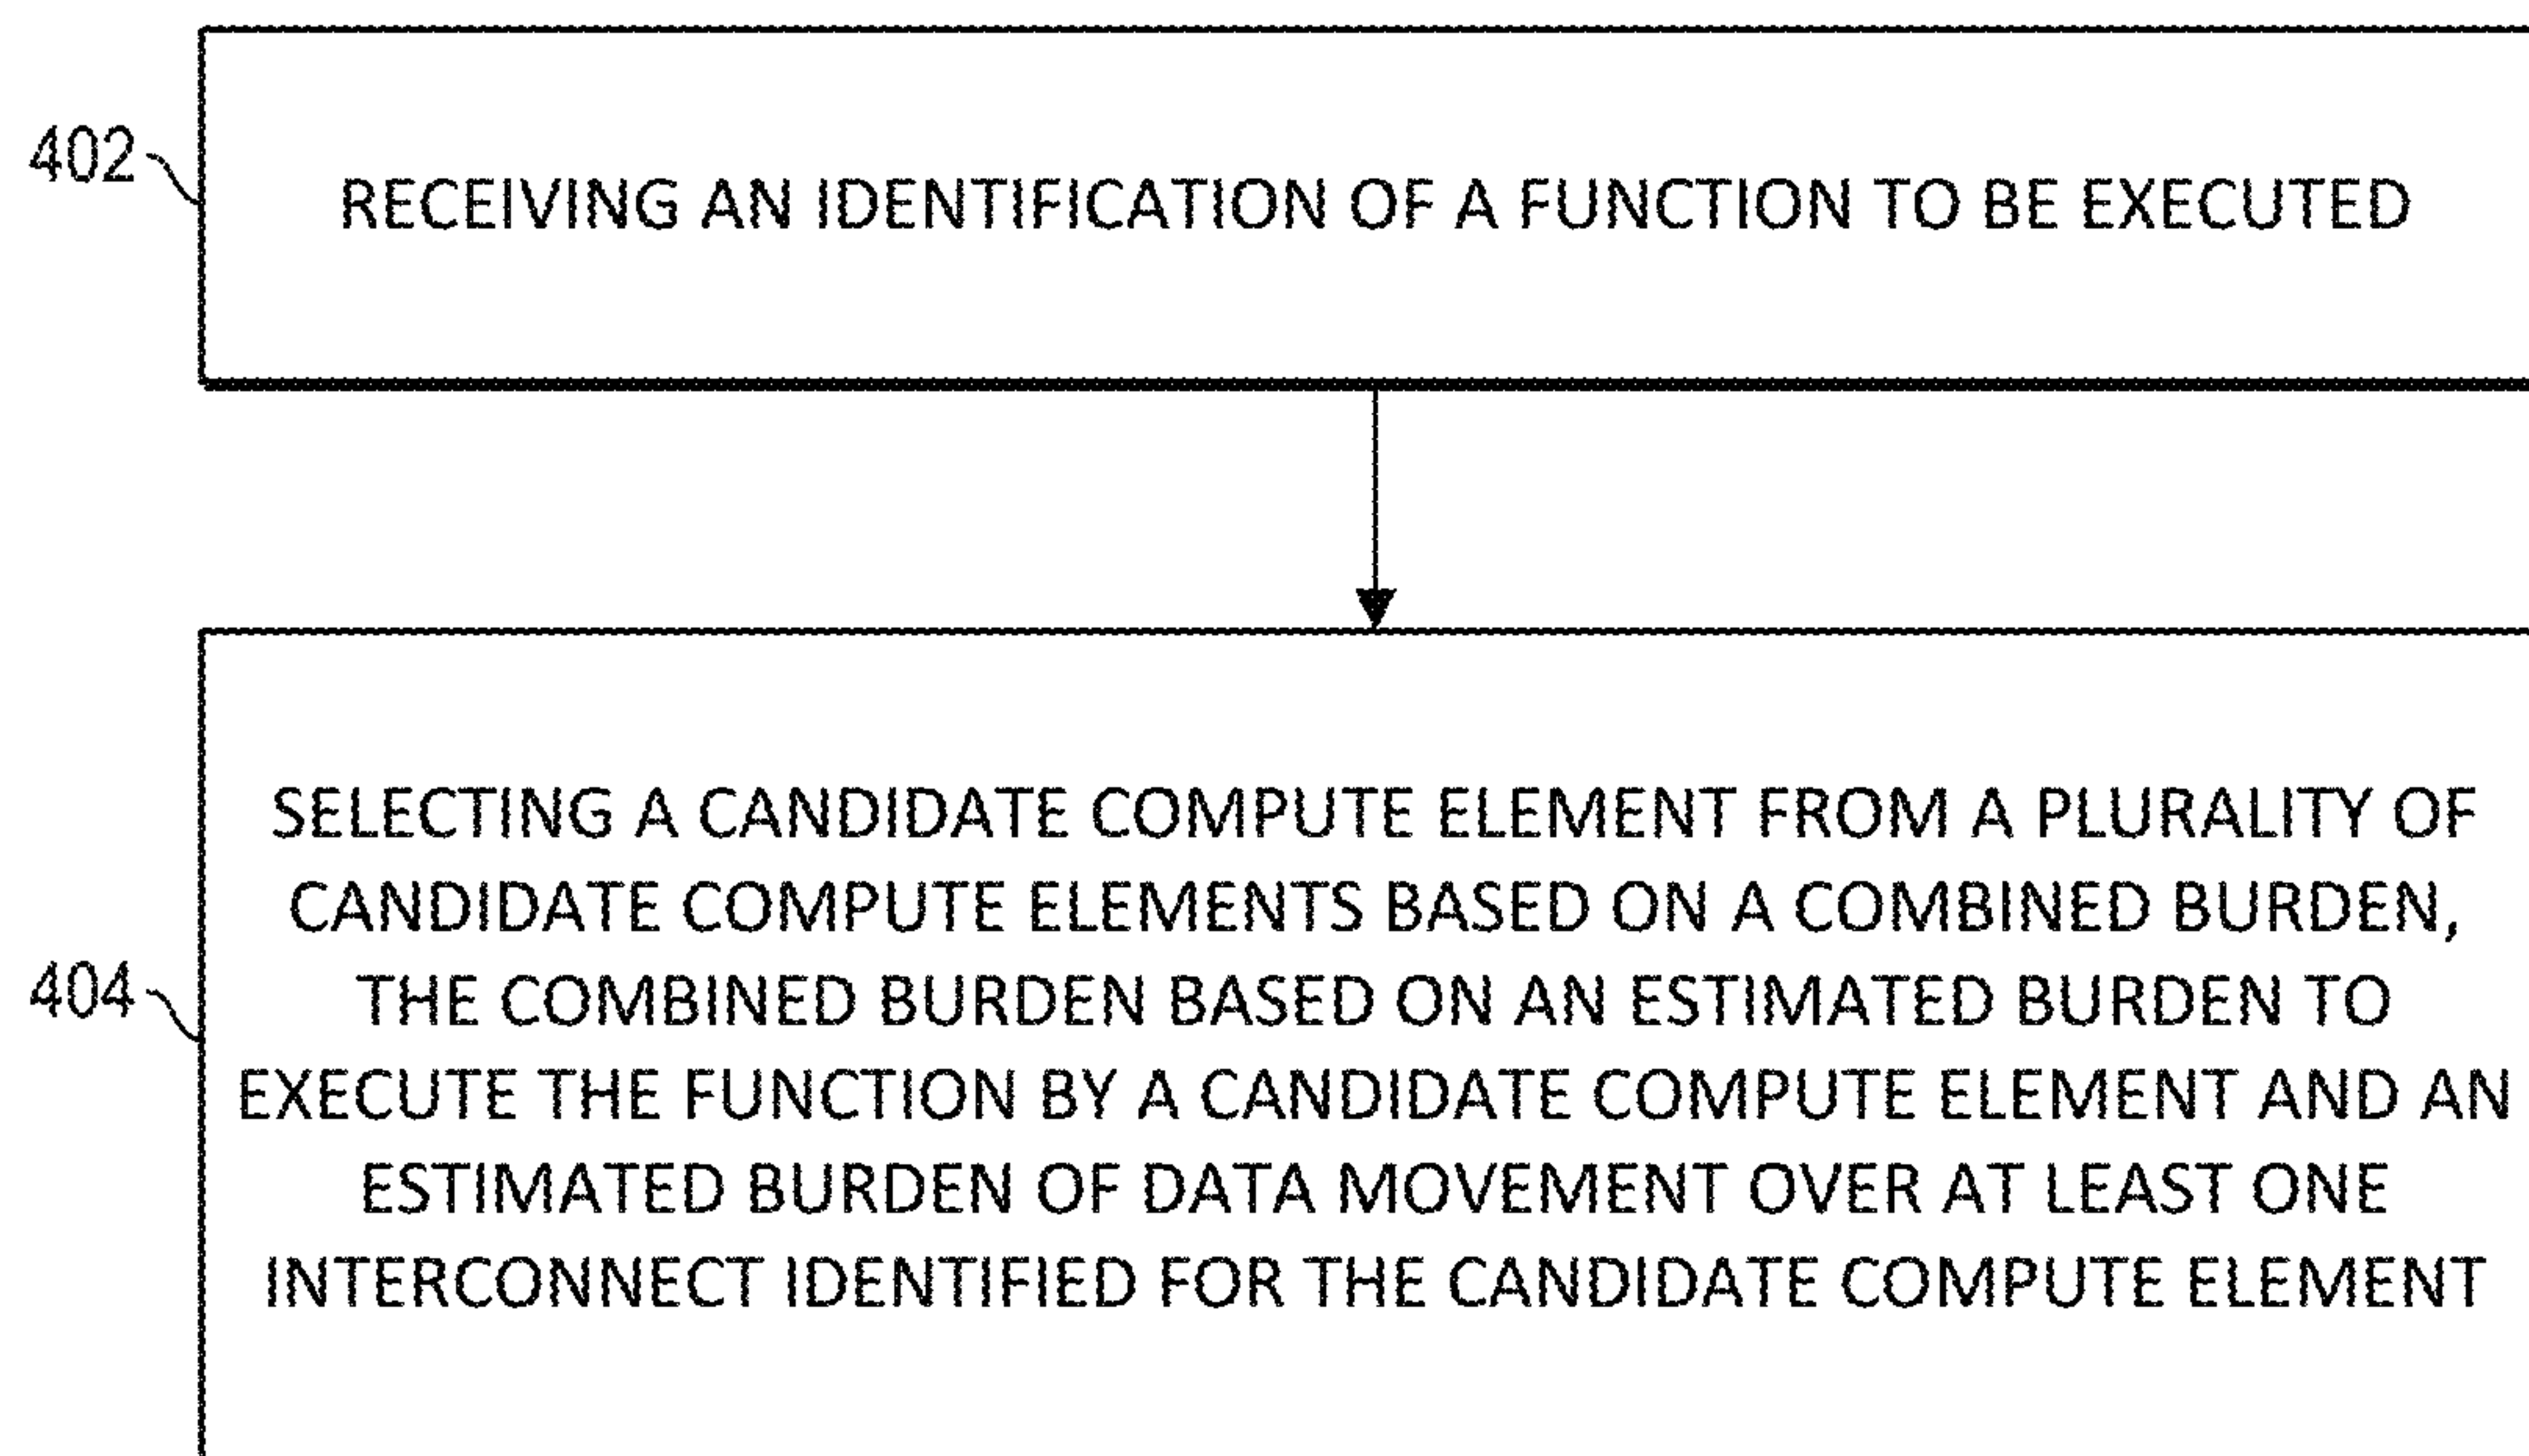 402
RECEIVING AN IDENTIFICATION OF A FUNCTION TO BE EXECUTED
SELECTING A CANDIDATE COMPUTE ELEMENT FROM A PLURALITY OF
CANDIDATE COMPUTE ELEMENTS BASED ON A COMBINED BURDEN,
404
THE COMBINED BURDEN BASED ON AN ESTIMATED BURDEN TO
EXECUTE THE FUNCTION BY A CANDIDATE COMPUTE ELEMENT AND AN
ESTIMATED BURDEN OF DATA MOVEMENT OVER AT LEAST ONE
INTERCONNECT IDENTIFIED FOR THE CANDIDATE COMPUTE ELEMENT